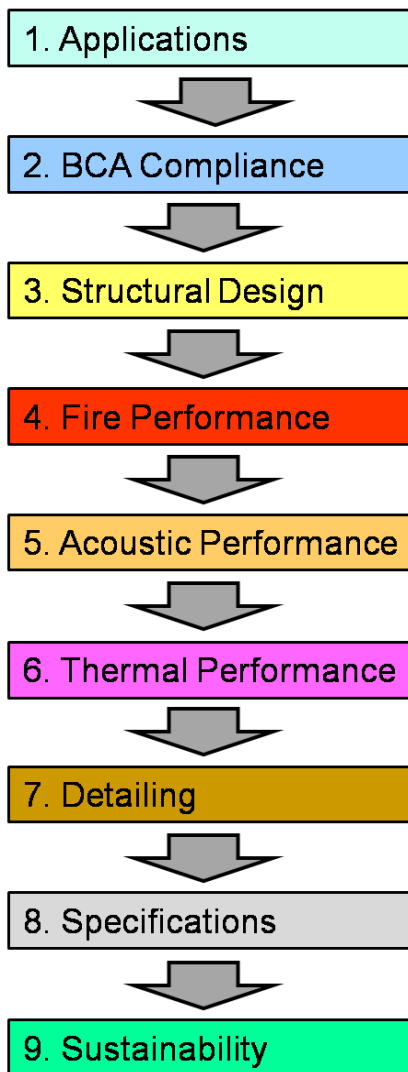 1. Applications
2. BCA Compliance
3. Structural Design
4. Fire Performance
5. Acoustic Performance
6. Thermal Performance
7. Detailing
8. Specifications
9. Sustainability